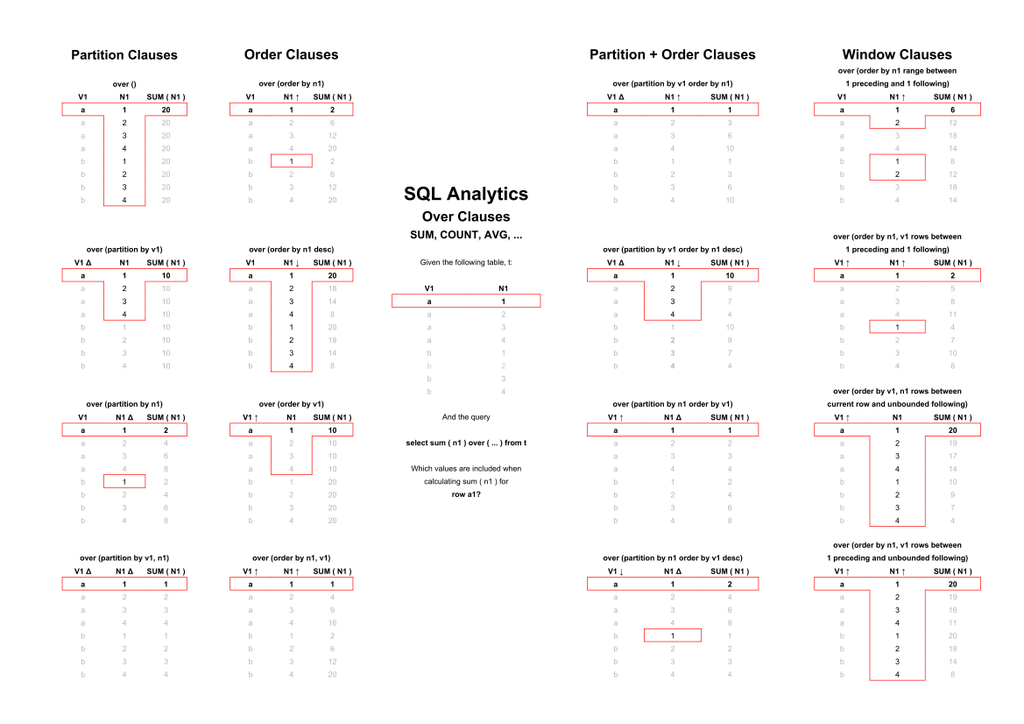 Partition Clauses
over ()
V1 N1 SUM ( N1 )
a 1 20
a 2 20
a 3 20
a 4 20
b 1 20
b 2 20
b 3 20
b 4 20
over (partition by v1)
V1 Δ N1 SUM ( N1 )
a 1 10
a 2 10
a 3 10
a 4 10
b 1 10
b 2 10
b 3 10
b 4 10
over (partition by n1)
V1 N1 Δ SUM ( N1 )
a 1 2
a 2 4
a 3 6
a 4 8
b 1 2
b 2 4
b 3 6
b 4 8
over (partition by v1, n1)
V1 Δ N1 Δ SUM ( N1 )
a 1 1
a 2 2
a 3 3
a 4 4
b 1 1
b 2 2
b 3 3
b 4 4
Order Clauses
over (order by n1)
V1 N1 ↑ SUM ( N1 )
a 1 2
a 2 6
a 3 12
a 4 20
b 1 2
b 2 6
b 3 12
b 4 20
over (order by n1 desc)
V1 N1 ↓ SUM ( N1 )
a 1 20
a 2 18
a 3 14
a 4 8
b 1 20
b 2 18
b 3 14
b 4 8
over (order by v1)
V1 ↑ N1 SUM ( N1 )
a 1 10
a 2 10
a 3 10
a 4 10
b 1 20
b 2 20
b 3 20
b 4 20
over (order by n1, v1)
V1 ↑ N1 ↑ SUM ( N1 )
a 1 1
a 2 4
a 3 9
a 4 16
b 1 2
b 2 6
b 3 12
b 4 20
SQL Analytics
Over Clauses
SUM, COUNT, AVG, ...
Given the following table, t:
V1 N1
a 1
a 2
a 3
a 4
b 1
b 2
b 3
b 4
And the query
select sum ( n1 ) over ( ... ) from t
Which values are included when
calculating sum ( n1 ) for
row a1?
Partition + Order Clauses
over (partition by v1 order by n1)
V1 Δ N1 ↑ SUM ( N1 )
a 1 1
a 2 3
a 3 6
a 4 10
b 1 1
b 2 3
b 3 6
b 4 10
over (partition by v1 order by n1 desc)
V1 Δ N1 ↓ SUM ( N1 )
a 1 10
a 2 9
a 3 7
a 4 4
b 1 10
b 2 9
b 3 7
b 4 4
over (partition by n1 order by v1)
V1 ↑ N1 Δ SUM ( N1 )
a 1 1
a 2 2
a 3 3
a 4 4
b 1 2
b 2 4
b 3 6
b 4 8
over (partition by n1 order by v1 desc)
V1 ↓ N1 Δ SUM ( N1 )
a 1 2
a 2 4
a 3 6
a 4 8
b 1 1
b 2 2
b 3 3
b 4 4
Window Clauses
over (order by n1 range between
1 preceding and 1 following)
V1 N1 ↑ SUM ( N1 )
a 1 6
a 2 12
a 3 18
a 4 14
b 1 6
b 2 12
b 3 18
b 4 14
over (order by n1, v1 rows between
1 preceding and 1 following)
V1 ↑ N1 ↑ SUM ( N1 )
a 1 2
a 2 5
a 3 8
a 4 11
b 1 4
b 2 7
b 3 10
b 4 8
over (order by v1, n1 rows between
current row and unbounded following)
V1 ↑ N1 SUM ( N1 )
a 1 20
a 2 19
a 3 17
a 4 14
b 1 10
b 2 9
b 3 7
b 4 4
over (order by n1, v1 rows between
1 preceding and unbounded following)
V1 ↑ N1 ↑ SUM ( N1 )
a 1 20
a 2 19
a 3 16
a 4 11
b 1 20
b 2 18
b 3 14
b 4 8